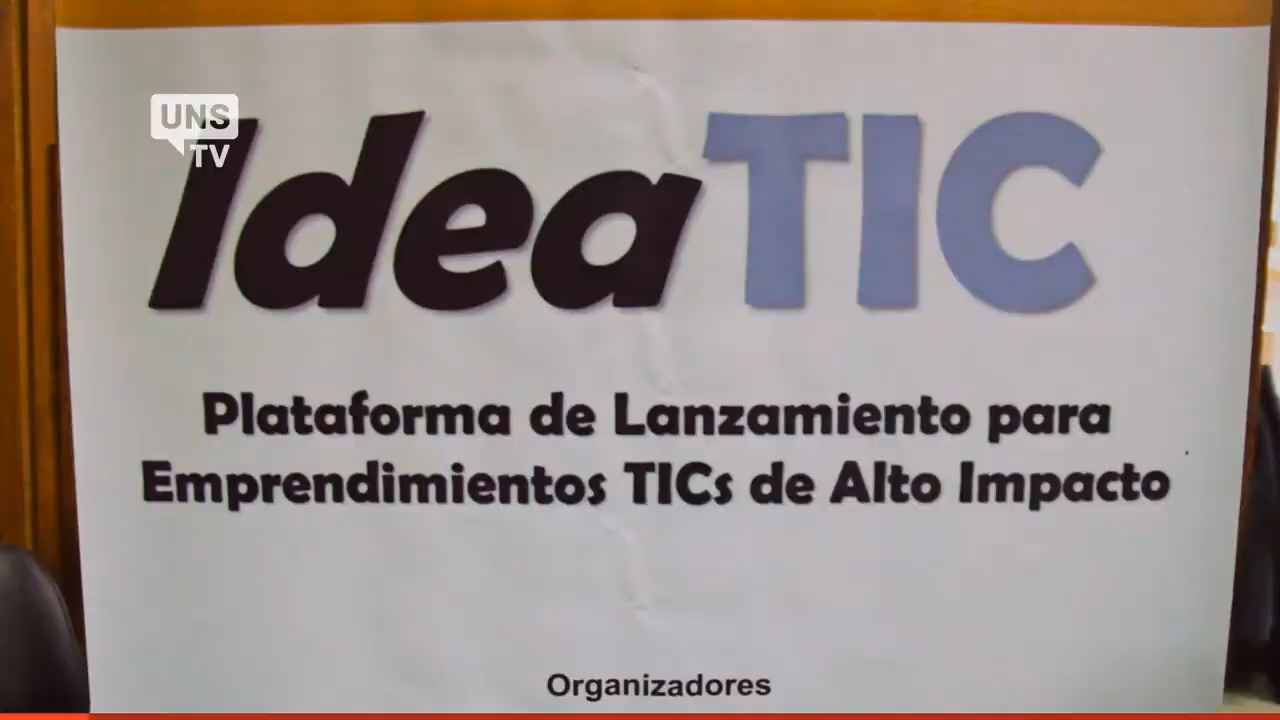 UNS
TV
IdeaTIC
Plataforma de Lanzamiento para
Emprendimientos TICs de Alto Impacto
Organizadores